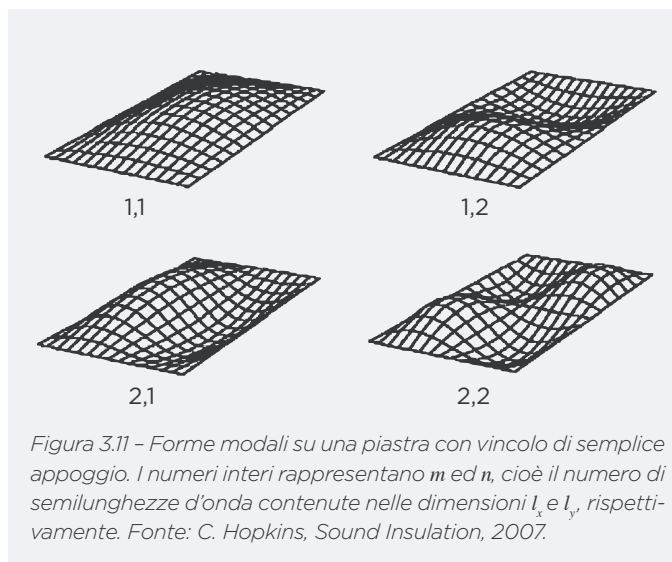 1,1
1,2
2,1
2,2
Figura 3.11 – Forme modali su una piastra con vincolo di semplice
appoggio. I numeri interi rappresentano m ed n, cioè il numero di
semilunghezze d'onda contenute nelle dimensioni lx e ly, rispetti-
vamente. Fonte: C. Hopkins, Sound Insulation, 2007.